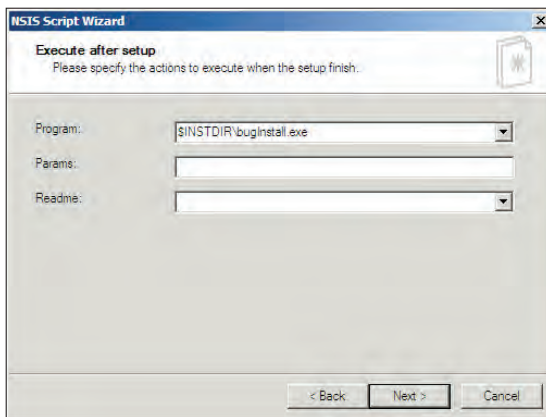 NSIS Script Wizard
Execute after setup
Please specify the actions to execute when the setup finish.
Program:
$INSTDIR\bugInstall.exe
Params:
Readme:
< Back
Next >
Cancel